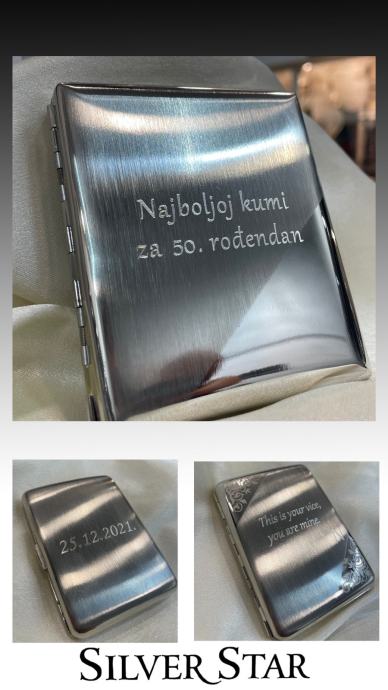 Najboljoj kumi
za 50. rođendan
25.12.2021.
This is your vice,
you are mine.
SILVER STAR